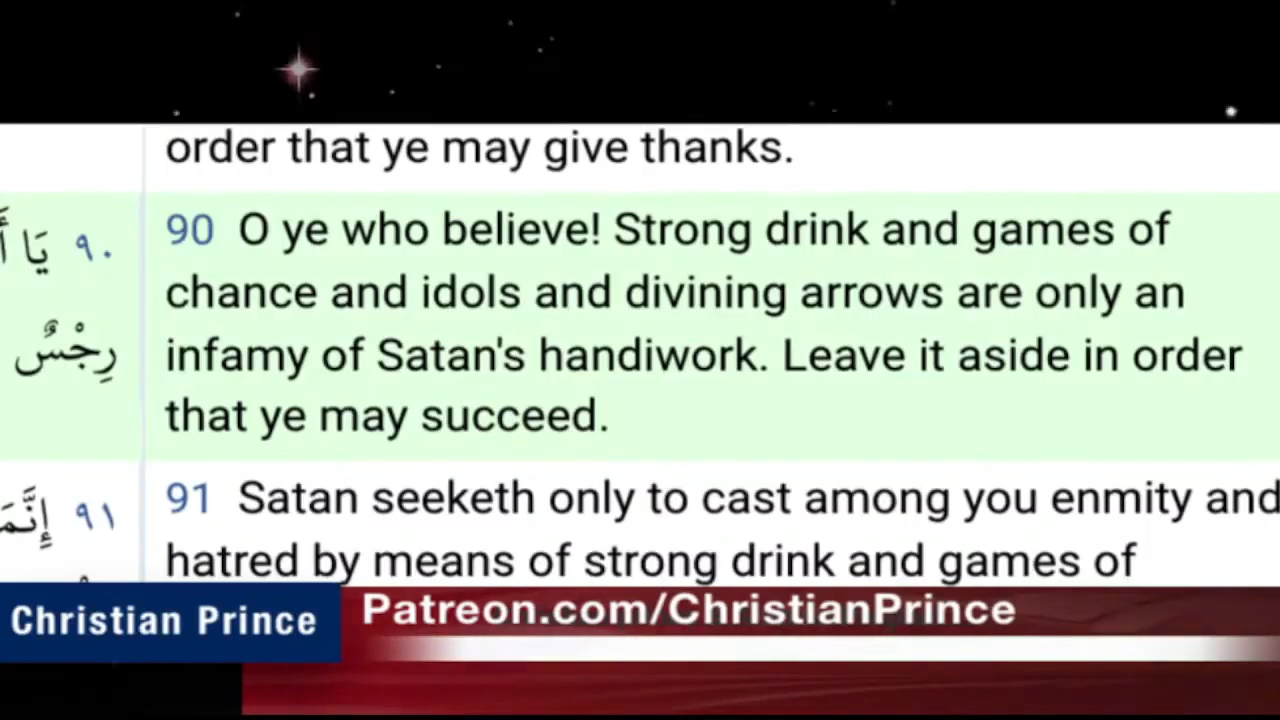 order that ye may give thanks.
يَا ٩٠ 90 O ye who believe! Strong drink and games of
chance and idols and divining arrows are only an
رِجْسٌ infamy of Satan's handiwork. Leave it aside in order
that ye may succeed.
٩١ 91 Satan seeketh only to cast among you enmity and
hatred by means of strong drink and games of
Christian Prince
Patreon.com/ChristianPrince